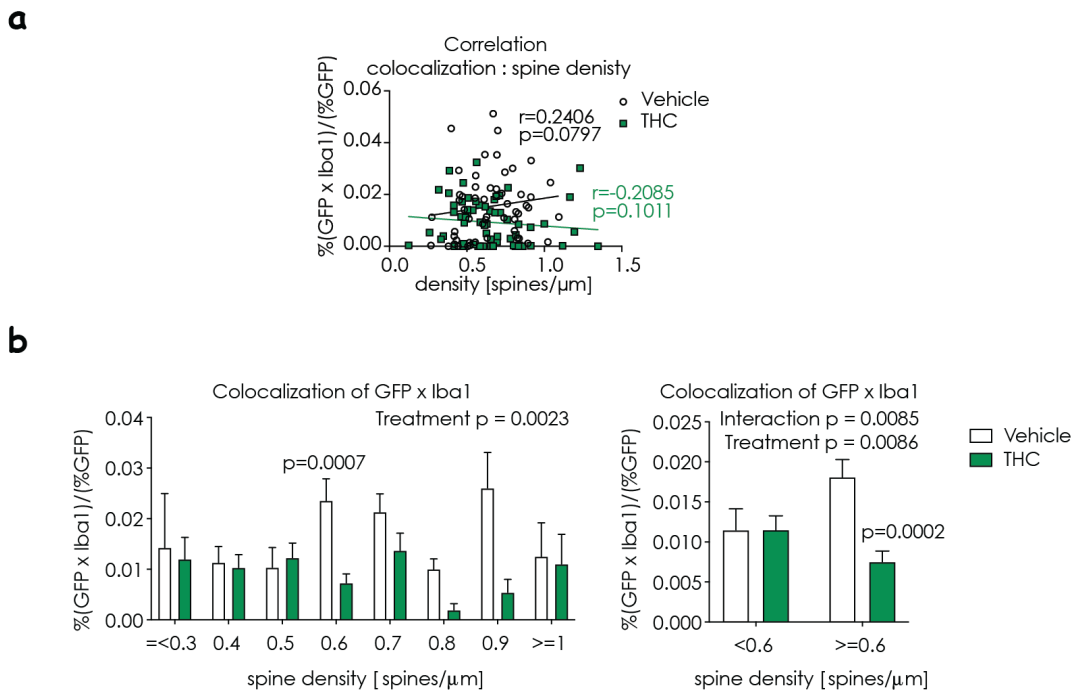 a
Correlation
colocalization : spine denisty
%(GFP x Iba1)/(%GFP)
0.06
0.04
0.02
0.00
0.0
0.5
1.0
1.5
density [spines/µm]
r=0.2406
p=0.0797
Vehicle
THC
r=-0.2085
p=0.1011
b
Colocalization of GFP x Iba1
Treatment p = 0.0023
%(GFP x Iba1)/(%GFP)
0.04
0.03
0.02
0.01
0.00
p=0.0007
=<0.3
0.4
0.5
0.6
0.7
0.8
0.9
>=1
spine density [spines/µm]
Colocalization of GFP x Iba1
Interaction p = 0.0085
Treatment p = 0.0086
%(GFP x Iba1)/(%GFP)
0.025
0.020
0.015
0.010
0.005
0.000
p=0.0002
<0.6
>=0.6
spine density [spines/µm]
Vehicle
THC